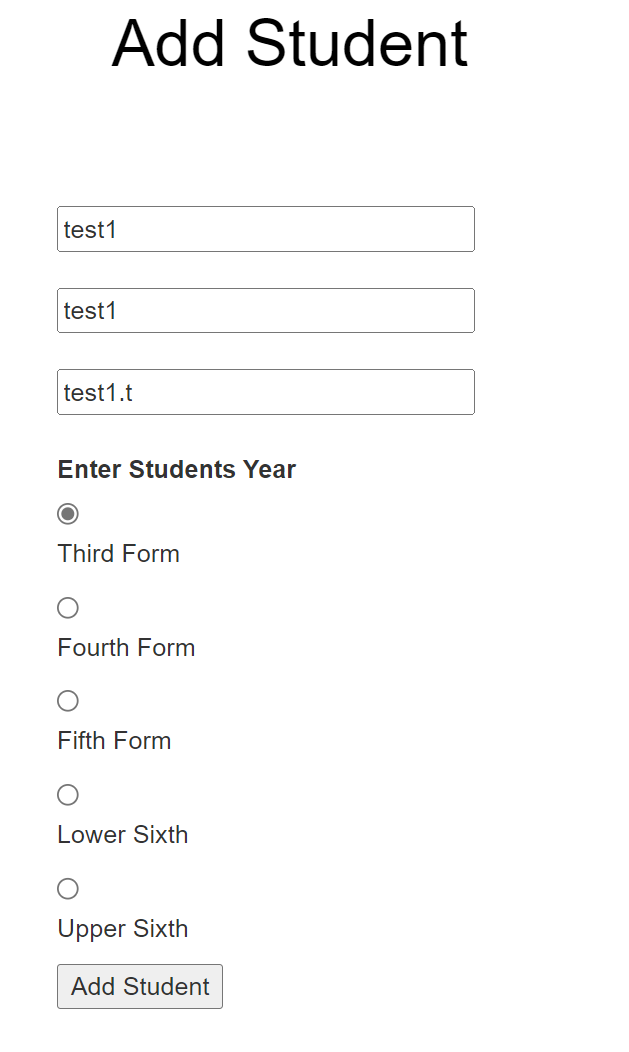 Add Student
test1
test1
test1.t
Enter Students Year
Third Form
Fourth Form
Fifth Form
Lower Sixth
Upper Sixth
Add Student